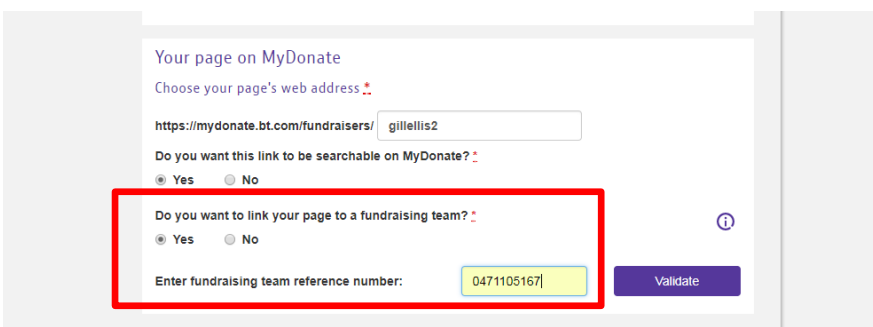 Your page on MyDonate
Choose your page's web address *
https://mydonate.bt.com/fundraisers/ gillellis2
Do you want this link to be searchable on MyDonate? *
Yes No
Do you want to link your page to a fundraising team? *
Yes No
Enter fundraising team reference number: 0471105167 Validate